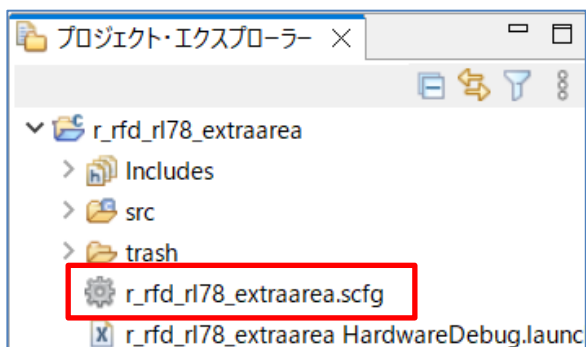 プロジェクト・エクスプローラー
r_rfd_rl78_extraarea
Includes
src
trash
r_rfd_rl78_extraarea.scfg
r_rfd_rl78_extraarea HardwareDebug.launc